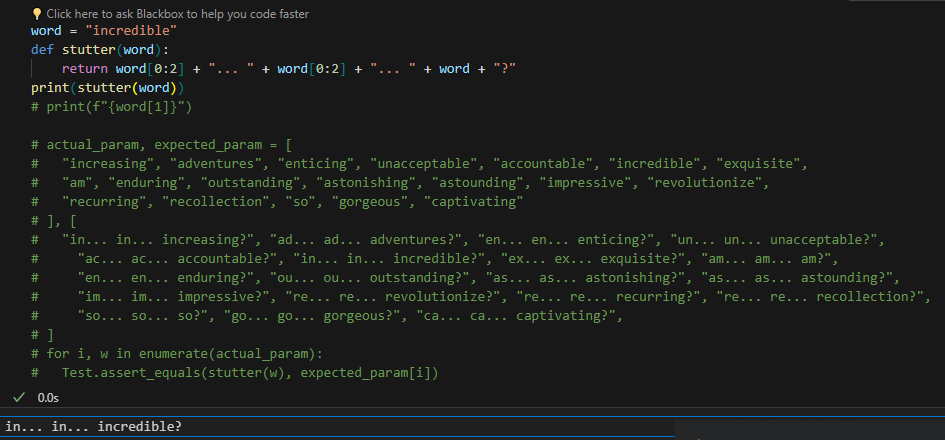 Click here to ask Blackbox to help you code faster
word = "incredible"
def stutter(word):
    return word[0:2] + "... " + word[0:2] + "... " + word + "?"
print(stutter(word))
# print(f"{word[1]}")
# actual_param, expected_param = [
#   "increasing", "adventures", "enticing", "unacceptable", "accountable", "incredible", "exquisite",
#   "am", "enduring", "outstanding", "astonishing", "astounding", "impressive", "revolutionize",
#   "recurring", "recollection", "so", "gorgeous", "captivating"
# ], [
#   "in... in... increasing?", "ad... ad... adventures?", "en... en... enticing?", "un... un... unacceptable?",
#     "ac... ac... accountable?", "in... in... incredible?", "ex... ex... exquisite?", "am... am... am?",
#     "en... en... enduring?", "ou... ou... outstanding?", "as... as... astonishing?", "as... as... astounding?",
#     "im... im... impressive?", "re... re... revolutionize?", "re... re... recurring?", "re... re... recollection?",
#     "so... so... so?", "go... go... gorgeous?", "ca... ca... captivating?",
# ]
# for i, w in enumerate(actual_param):
#   Test.assert_equals(stutter(w), expected_param[i])
0.0s
in... in... incredible?